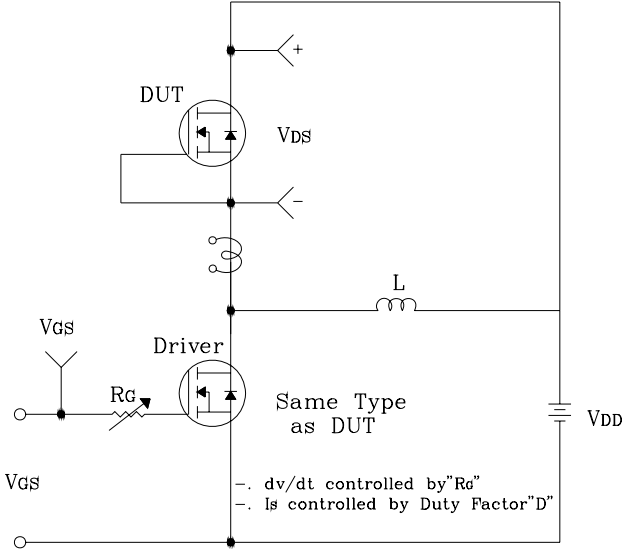 +
DUT
VDS
−
L
VGS
Driver
RG
Same Type
as DUT
VDD
VGS
−. dv/dt controlled by"RG"
−. Is controlled by Duty Factor"D"